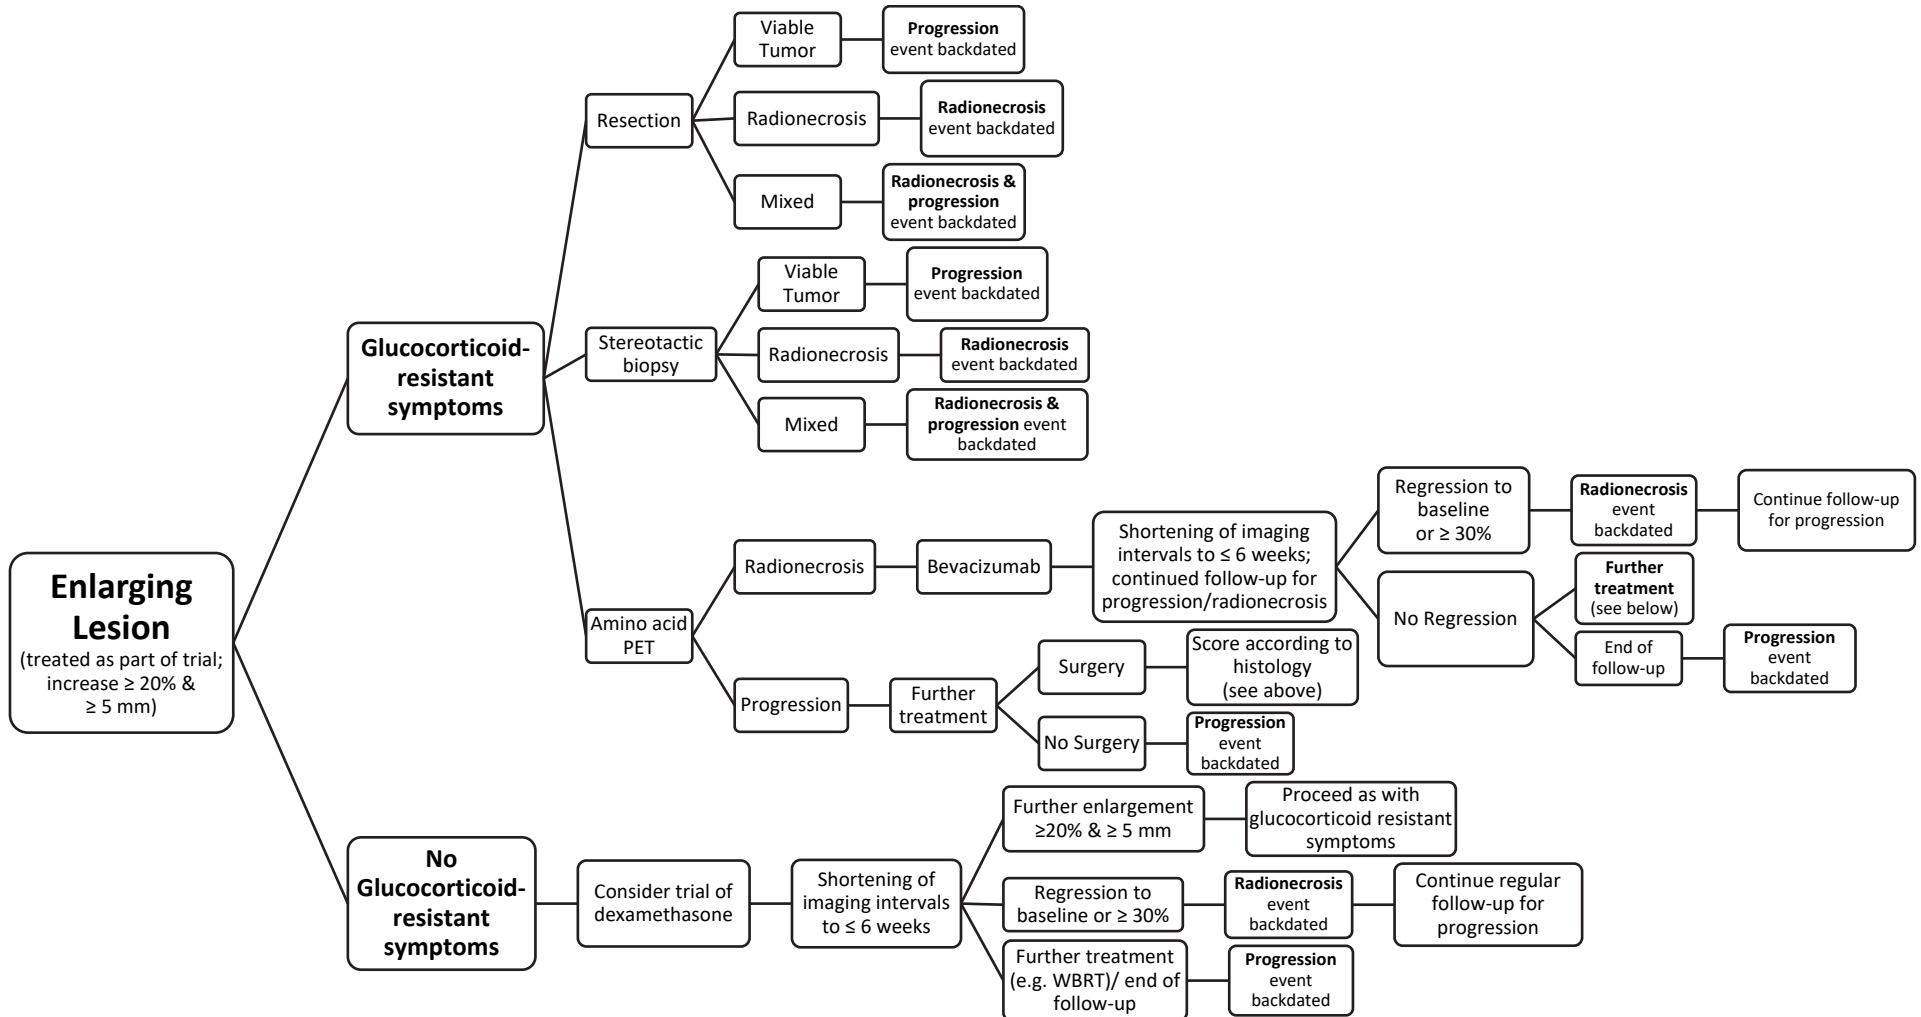 Enlarging
Lesion
(treated as part of trial;
increase ≥ 20% &
≥ 5 mm)
Glucocorticoid-
resistant
symptoms
Resection
Viable
Tumor
Progression
event backdated
Radionecrosis
Radionecrosis
event backdated
Mixed
Radionecrosis &
progression
event backdated
Stereotactic
biopsy
Viable
Tumor
Progression
event backdated
Radionecrosis
Radionecrosis
event backdated
Mixed
Radionecrosis &
progression event
backdated
Amino acid
PET
Radionecrosis
Bevacizumab
Shortening of imaging
intervals to ≤ 6 weeks;
continued follow-up for
progression/radionecrosis
Regression to
baseline
or ≥ 30%
Radionecrosis
event
backdated
Continue follow-up
for progression
No Regression
Further
treatment
(see below)
End of
follow-up
Progression
event
backdated
Progression
Further
treatment
Surgery
Score according to
histology
(see above)
No Surgery
Progression
event
backdated
No
Glucocorticoid-
resistant
symptoms
Consider trial of
dexamethasone
Shortening of
imaging intervals
to ≤ 6 weeks
Further enlargement
≥20% & ≥ 5 mm
Proceed as with
glucocorticoid resistant
symptoms
Regression to
baseline or ≥ 30%
Radionecrosis
event
backdated
Continue regular
follow-up for
progression
Further treatment
(e.g. WBRT)/ end of
follow-up
Progression
event
backdated